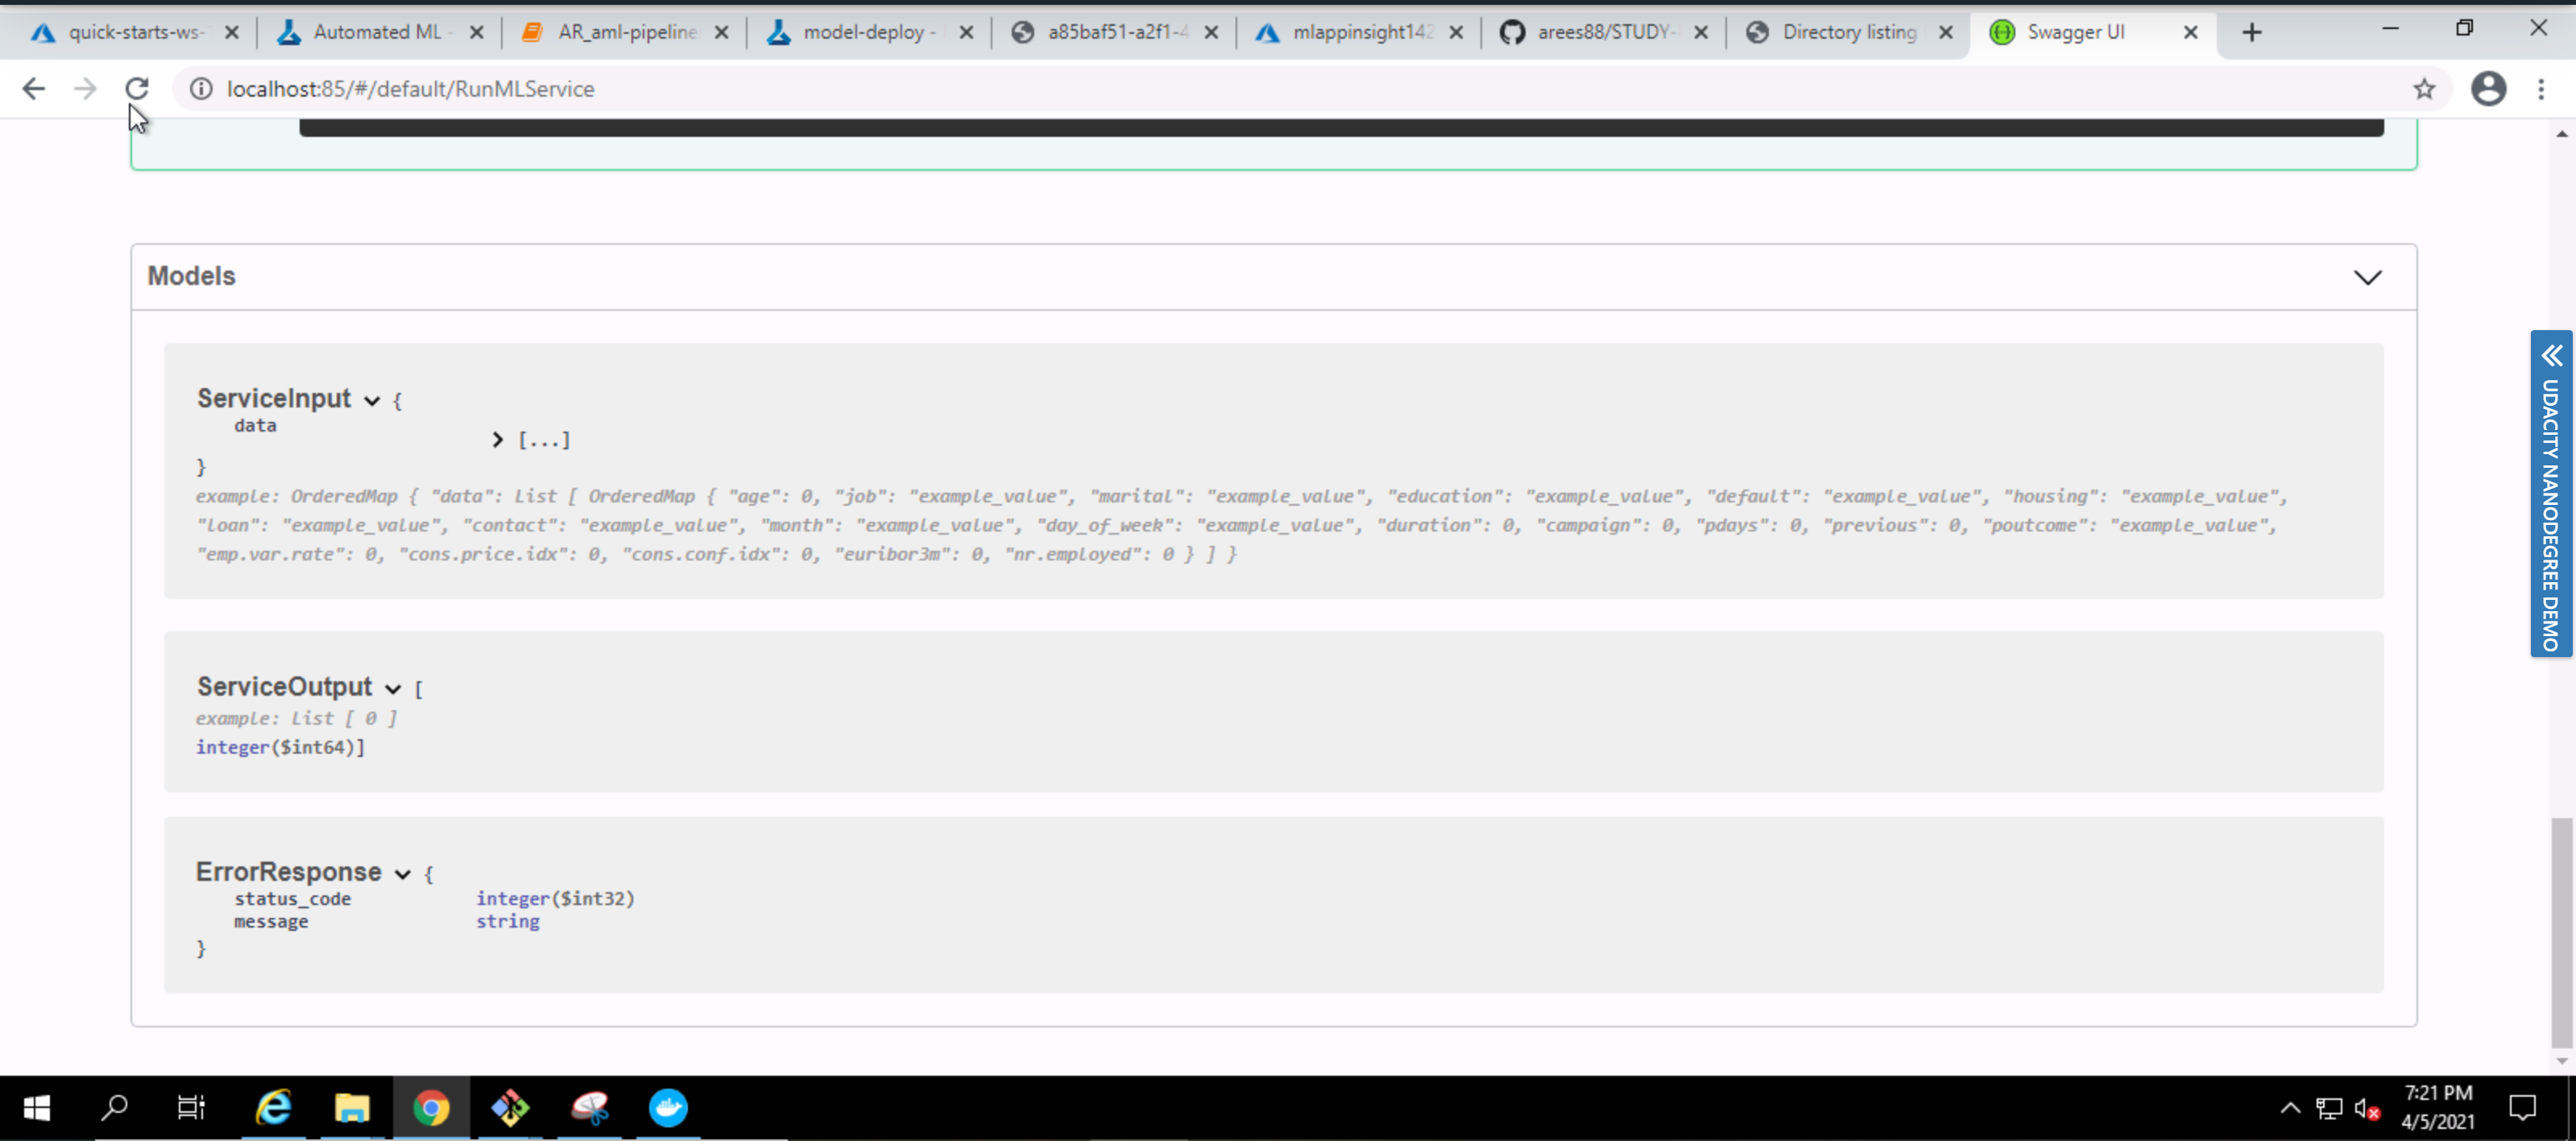 quick-starts-ws-
Automated ML -
AR_aml-pipeline
model-deploy -
a85baf51-a2f1-4
mlappinsight142
arees88/STUDY-
Directory listing
Swagger UI
localhost:85/#/default/RunMLService
Models
ServiceInput {
data
[...]
}
example: OrderedMap { "data": List [ OrderedMap { "age": 0, "job": "example_value", "marital": "example_value", "education": "example_value", "default": "example_value", "housing": "example_value",
"loan": "example_value", "contact": "example_value", "month": "example_value", "day_of_week": "example_value", "duration": 0, "campaign": 0, "pdays": 0, "previous": 0, "poutcome": "example_value",
"emp.var.rate": 0, "cons.price.idx": 0, "cons.conf.idx": 0, "euribor3m": 0, "nr.employed": 0 } ] }
ServiceOutput [
example: List [ 0 ]
integer($int64)]
ErrorResponse {
status_code integer($int32)
message string
}
UDACITY NANODEGREE DEMO
7:21 PM
4/5/2021